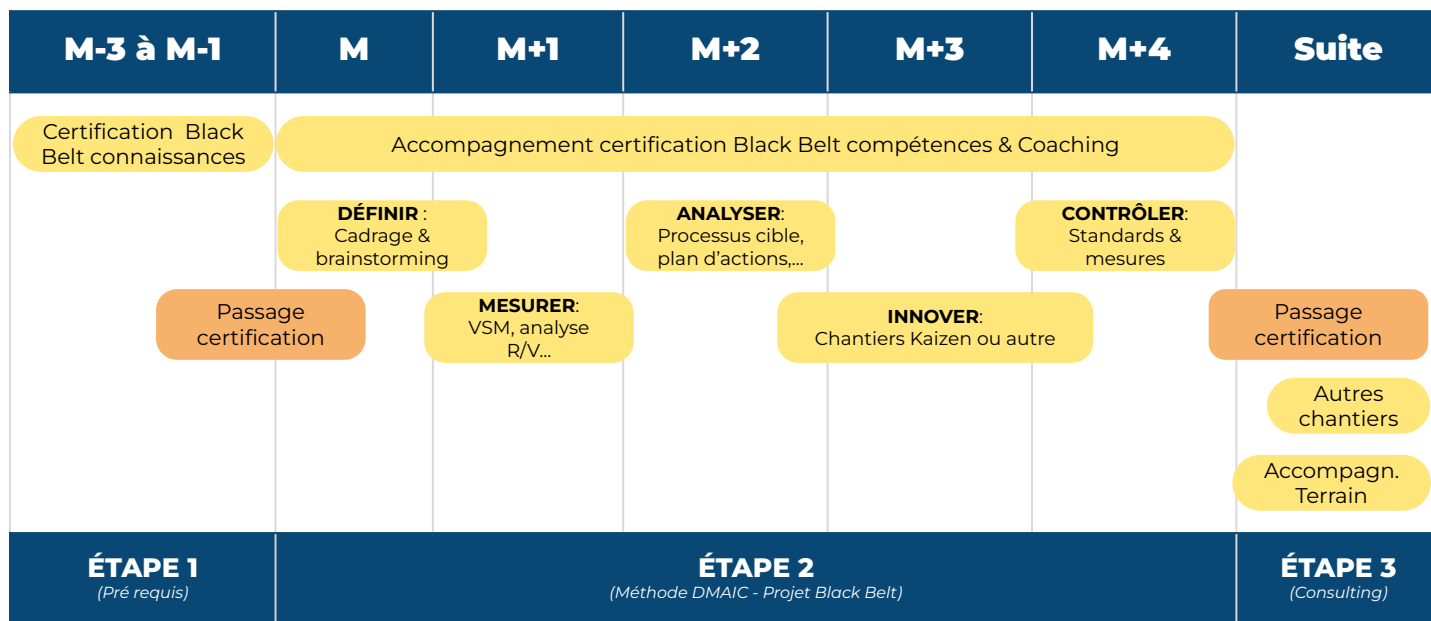 M-3 à M-1
M
M+1
M+2
M+3
M+4
Suite
Certification Black
Belt connaissances
Accompagnement certification Black Belt compétences & Coaching
DÉFINIR :
Cadrage &
brainstorming
ANALYSER:
Processus cible,
plan d'actions,...
CONTRÔLER:
Standards &
mesures
Passage
certification
MESURER:
VSM, analyse
R/V...
INNOVER:
Chantiers Kaizen ou autre
Passage
certification
Autres
chantiers
Accompagn.
Terrain
ÉTAPE 1
(Pré requis)
ÉTAPE 2
(Méthode DMAIC - Projet Black Belt)
ÉTAPE 3
(Consulting)